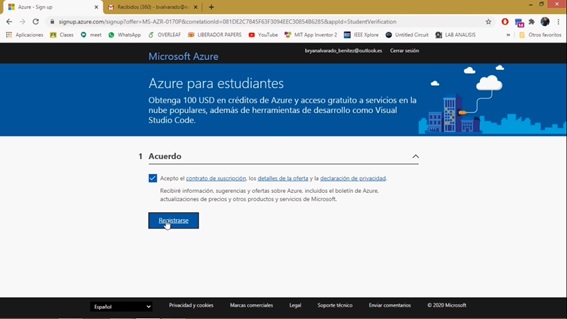 Azure - Sign up
Recibidos (380) - bralvarado@
signup.azure.com/signup?offer=MS-AZR-0170P&correlationId=0B1DE2C7845F63F3094EEC30854B6285&appId=StudentVerification
Aplicaciones
Clases
meet
WhatsApp
OVERLEAF
LIBERADOR PAPERS
YouTube
MIT App Inventor 2
IEEE Xplore
Untitled Circuit
LAB ANALISIS
Otros favoritos
Microsoft Azure
bryanalvarado_benitez@outlook.es
Cerrar sesión
Azure para estudiantes
Obtenga 100 USD en créditos de Azure y acceso gratuito a servicios en la
nube populares, además de herramientas de desarrollo como Visual
Studio Code.
1 Acuerdo
Acepto el contrato de suscripción, los detalles de la oferta y la declaración de privacidad.
Recibiré información, sugerencias y ofertas sobre Azure, incluidos el boletín de Azure,
actualizaciones de precios y otros productos y servicios de Microsoft.
Registrarse
Español
Privacidad y cookies
Marcas comerciales
Legal
Soporte técnico
Enviar comentarios
© 2020 Microsoft